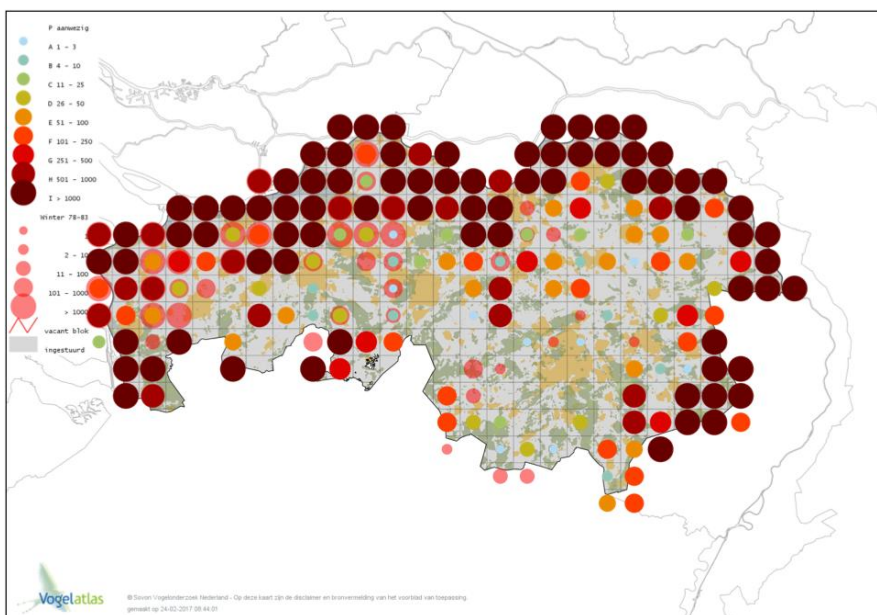 P aanwezig
A 1 - 3
B 4 - 10
C 11 - 25
D 26 - 50
E 51 - 100
F 101 - 250
G 251 - 500
H 501 - 1000
I > 1000
Winter 78-83
2 - 10
11 - 100
101 - 1000
> 1000
vacant blok
ingestuurd
Vogelatlas
© Sovon Vogelonderzoek Nederland - Op deze kaart zijn de disclaimer en bronvermelding van het voorblad van toepassing.
gemaakt op 24-02-2017 08:44:01